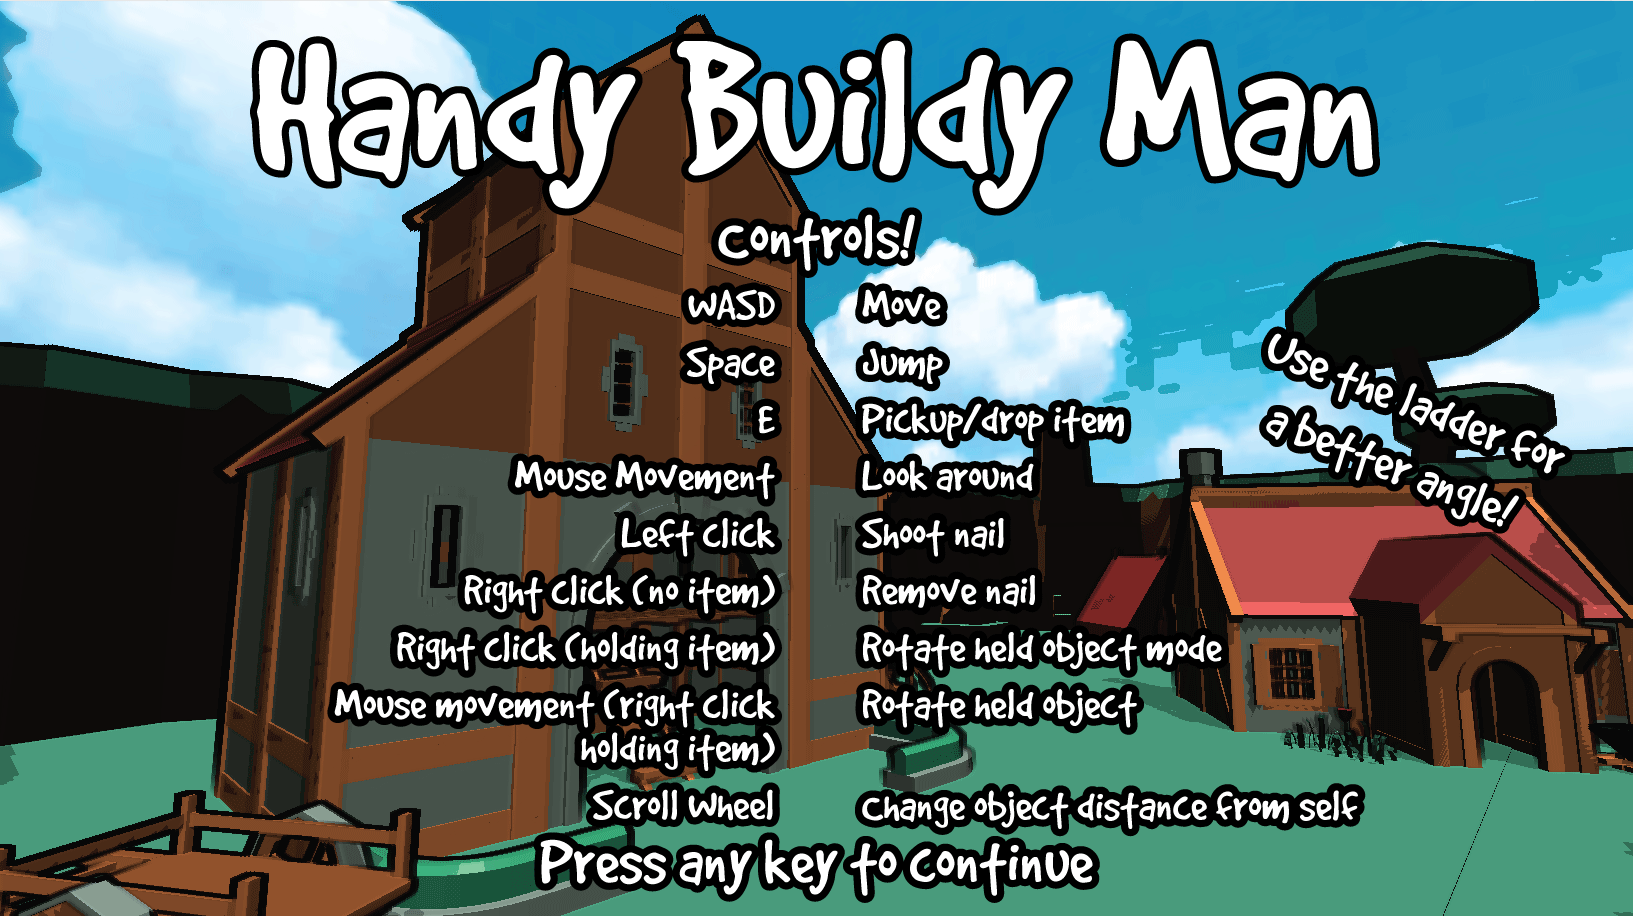 Handy Buildy Man
Controls!
WASD Move
Space Jump
E Pickup/drop item
Mouse Movement Look around
Left click Shoot nail
Right click (no item) Remove nail
Right click (holding item) Rotate held object mode
Mouse movement (right click Rotate held object
holding item)
Scroll Wheel Change object distance from self
Use the ladder for
a better angle!
Press any key to continue